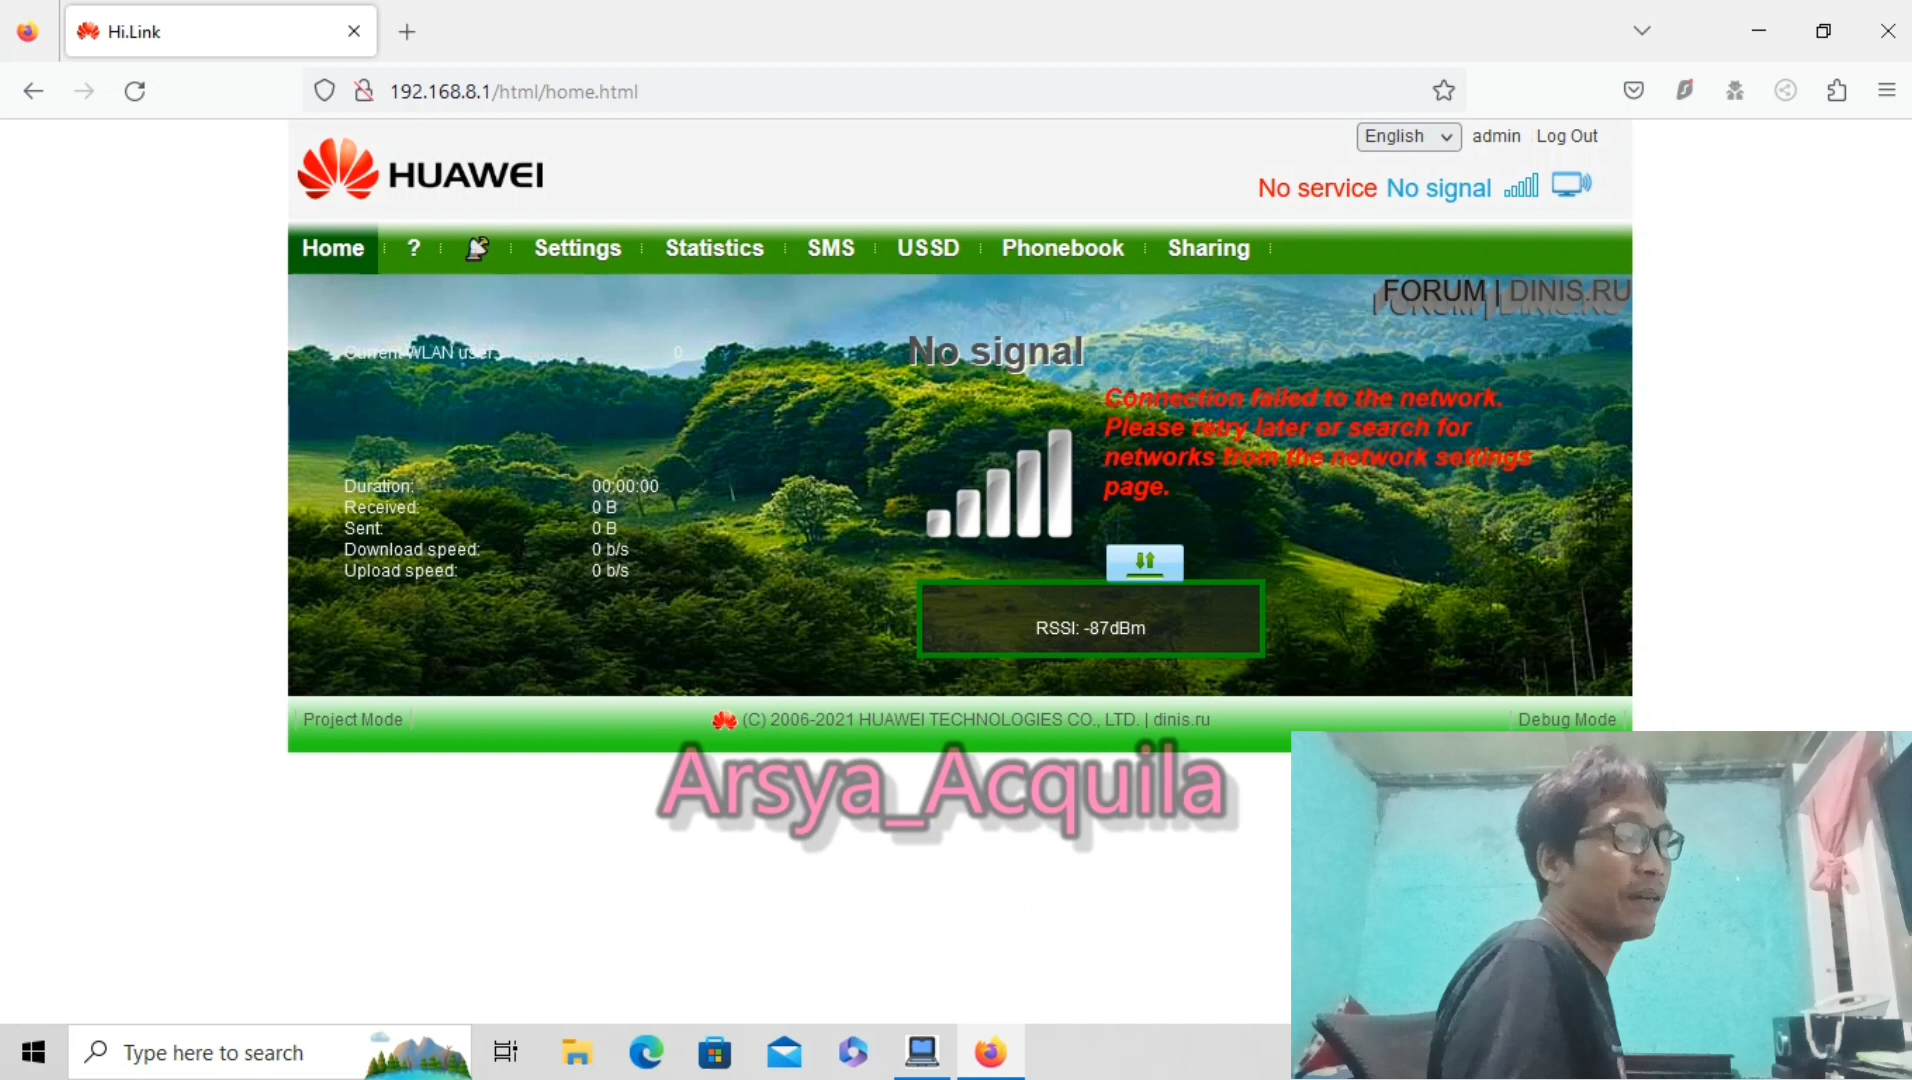 Hi.Link
192.168.8.1/html/home.html
English admin Log Out
HUAWEI
No service No signal
Home ? Settings Statistics SMS USSD Phonebook Sharing
FORUM | DINIS.RU
No signal
Current WLAN user: 0
Connection failed to the network.
Please retry later or search for
networks from the network settings
page.
Duration: 00:00:00
Received: 0 B
Sent: 0 B
Download speed: 0 b/s
Upload speed: 0 b/s
RSSI: -87dBm
Project Mode (C) 2006-2021 HUAWEI TECHNOLOGIES CO., LTD. | dinis.ru Debug Mode
Arsya_Acquila
Type here to search